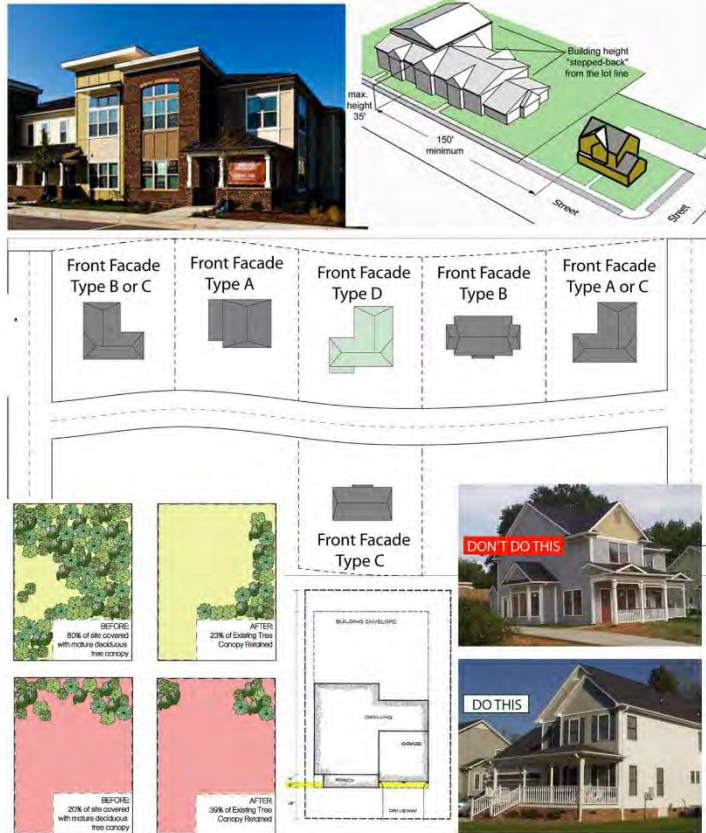 Building height
"stepped-back"
from the lot line
max.
height
35'
150'
minimum
Street
Street
Front Facade
Type B or C
Front Facade
Type A
Front Facade
Type D
Front Facade
Type B
Front Facade
Type A or C
Front Facade
Type C
DON'T DO THIS
BEFORE:
80% of site covered
with mature deciduous
tree canopy
AFTER:
23% of Existing Tree
Canopy Retained
BUILDING ENVELOPE
DWELLING
GARAGE
PORCH
DRIVEWAY
DO THIS
BEFORE:
20% of site covered
with mature deciduous
tree canopy
AFTER:
39% of Existing Tree
Canopy Retained